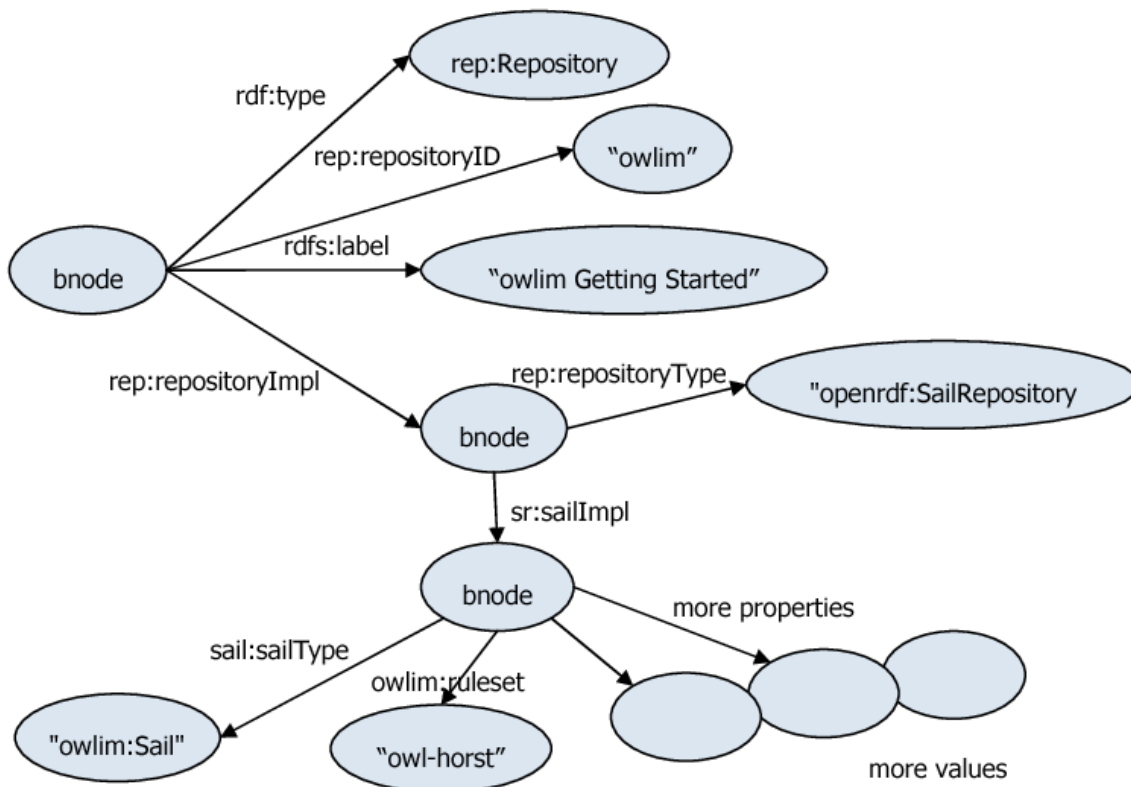 rep:Repository
rdf:type
rep:repositoryID
“owlim”
rdfs:label
bnode
“owlim Getting Started”
rep:repositoryImpl
rep:repositoryType
"openrdf:SailRepository
bnode
sr:sailImpl
bnode
more properties
sail:sailType
owlim:ruleset
"owlim:Sail"
“owl-horst”
more values